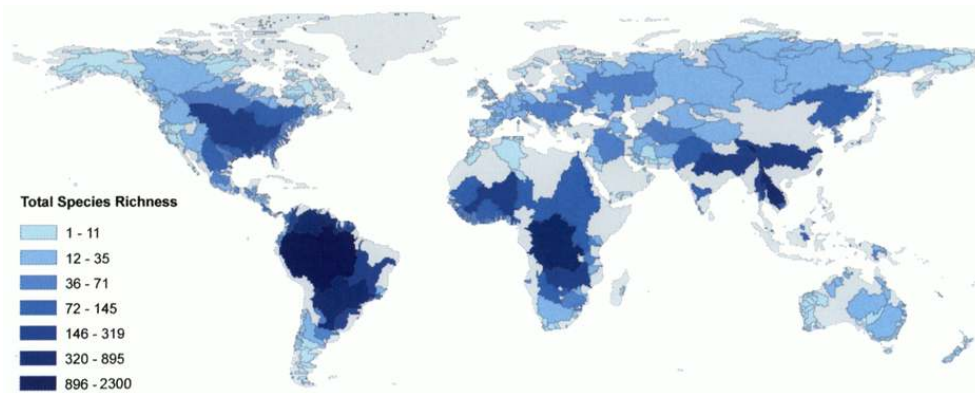 Total Species Richness
1 - 11
12 - 35
36 - 71
72 - 145
146 - 319
320 - 895
896 - 2300